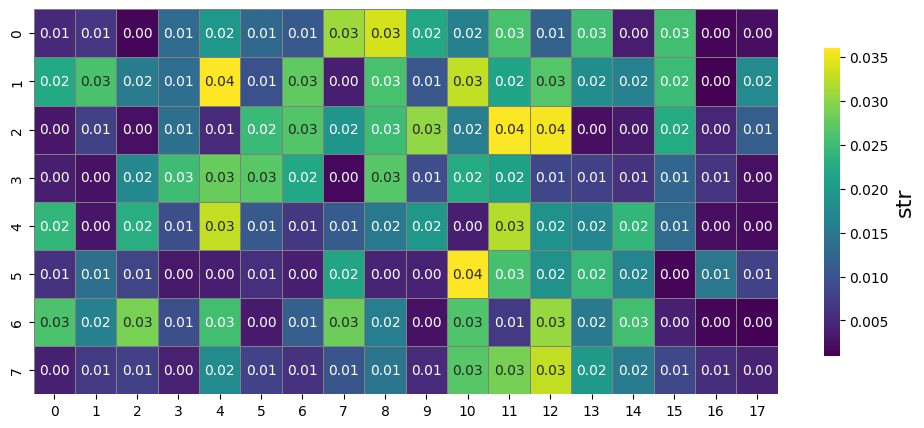 0 0.01 0.01 0.00 0.01 0.02 0.01 0.01 0.03 0.03 0.02 0.02 0.03 0.01 0.03 0.00 0.03 0.00 0.00
1 0.02 0.03 0.02 0.01 0.04 0.01 0.03 0.00 0.03 0.01 0.03 0.02 0.03 0.02 0.02 0.02 0.00 0.02
2 0.00 0.01 0.00 0.01 0.01 0.02 0.03 0.02 0.03 0.03 0.02 0.04 0.04 0.00 0.00 0.02 0.00 0.01
3 0.00 0.00 0.02 0.03 0.03 0.03 0.02 0.00 0.03 0.01 0.02 0.02 0.01 0.01 0.01 0.01 0.01 0.00
4 0.02 0.00 0.02 0.01 0.03 0.01 0.01 0.01 0.02 0.02 0.00 0.03 0.02 0.02 0.02 0.01 0.00 0.00
5 0.01 0.01 0.01 0.00 0.00 0.01 0.00 0.02 0.00 0.00 0.04 0.03 0.02 0.02 0.02 0.00 0.01 0.01
6 0.03 0.02 0.03 0.01 0.03 0.00 0.01 0.03 0.02 0.00 0.03 0.01 0.03 0.02 0.03 0.00 0.00 0.00
7 0.00 0.01 0.01 0.00 0.02 0.01 0.01 0.01 0.01 0.01 0.03 0.03 0.03 0.02 0.02 0.01 0.01 0.00
0 1 2 3 4 5 6 7 8 9 10 11 12 13 14 15 16 17
0.035
0.030
0.025
0.020
0.015
0.010
0.005
str